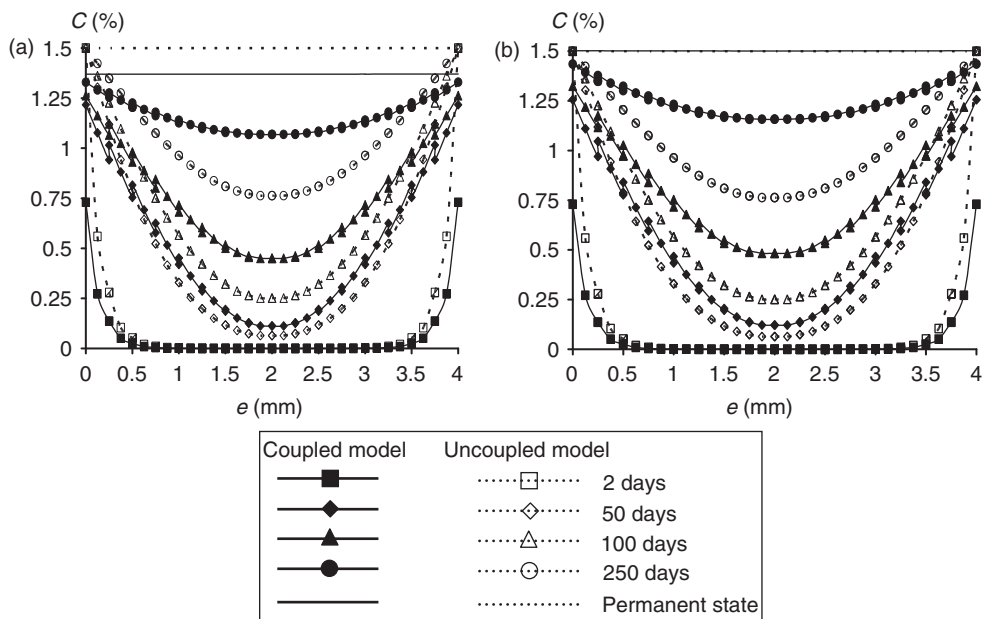 C (%)
(a)
1.5
1.25
1
0.75
0.5
0.25
0
0 0.5 1 1.5 2 2.5 3 3.5 4
e (mm)
C (%)
(b)
1.5
1.25
1
0.75
0.5
0.25
0
0 0.5 1 1.5 2 2.5 3 3.5 4
e (mm)
Coupled model Uncoupled model
2 days
50 days
100 days
250 days
Permanent state